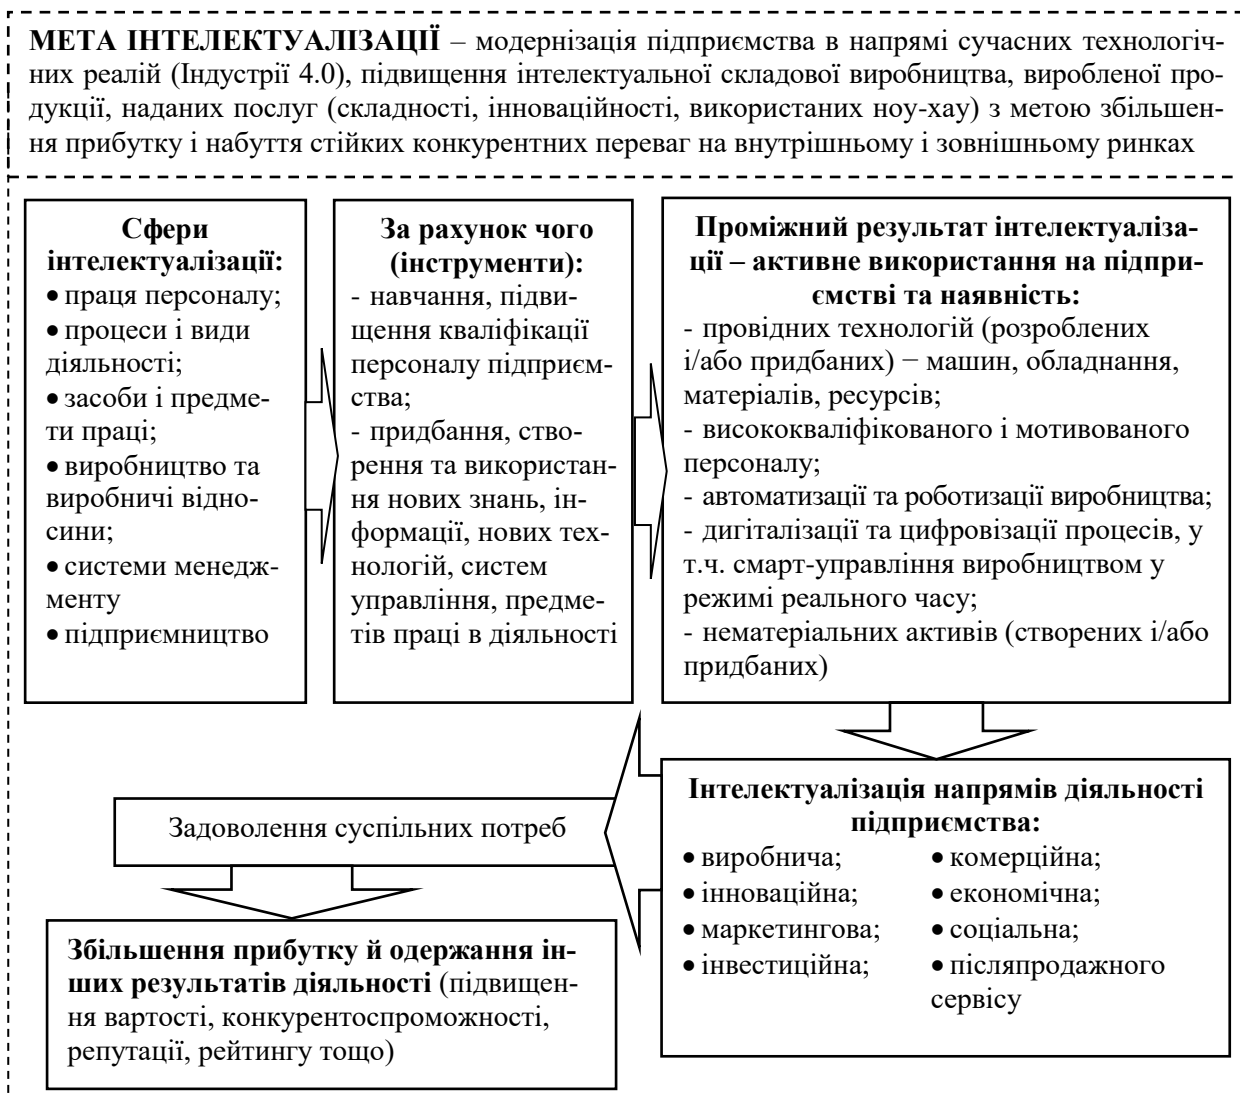 МЕТА ІНТЕЛЕКТУАЛІЗАЦІЇ – модернізація підприємства в напрямі сучасних технологіч-
них реалій (Індустрії 4.0), підвищення інтелектуальної складової виробництва, виробленої про-
дукції, наданих послуг (складності, інноваційності, використаних ноу-хау) з метою збільшен-
ня прибутку і набуття стійких конкурентних переваг на внутрішньому і зовнішньому ринках
Сфери
інтелектуалізації:
• праця персоналу;
• процеси і види
діяльності;
• засоби і предме-
ти праці;
• виробництво та
виробничі відно-
сини;
• системи менедж-
менту
• підприємництво
За рахунок чого
(інструменти):
- навчання, підви-
щення кваліфікації
персоналу підприєм-
ства;
- придбання, ство-
рення та використан-
ня нових знань, ін-
формації, нових тех-
нологій, систем
управління, предме-
тів праці в діяльності
Проміжний результат інтелектуаліза-
ції – активне використання на підпри-
ємстві та наявність:
- провідних технологій (розроблених
і/або придбаних) − машин, обладнання,
матеріалів, ресурсів;
- висококваліфікованого і мотивованого
персоналу;
- автоматизації та роботизації виробництва;
- дигіталізації та цифровізації процесів, у
т.ч. смарт-управління виробництвом у
режимі реального часу;
- нематеріальних активів (створених і/або
придбаних)
Інтелектуалізація напрямів діяльності
підприємства:
• виробнича;
• інноваційна;
• маркетингова;
• інвестиційна;
• комерційна;
• економічна;
• соціальна;
• післяпродажного
сервісу
Задоволення суспільних потреб
Збільшення прибутку й одержання ін-
ших результатів діяльності (підвищен-
ня вартості, конкурентоспроможності,
репутації, рейтингу тощо)